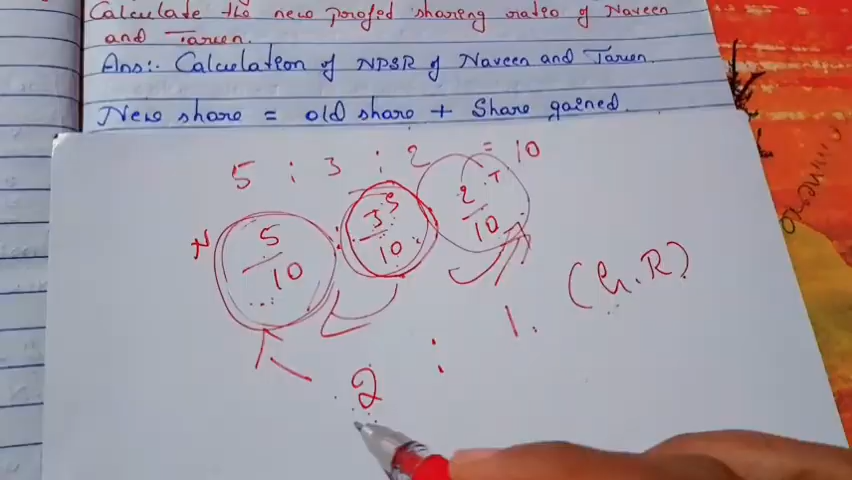 Calculate the new profed sharing ratio of Naveen
and Tarun.
Ans:- Calculation of NPSR of Naveen and Tarun.
New share = old share + Share gained
5 : 3 : 2 = 10
N 5/10 : 3/10 S 2/10 T
2 : 1. (G.R)